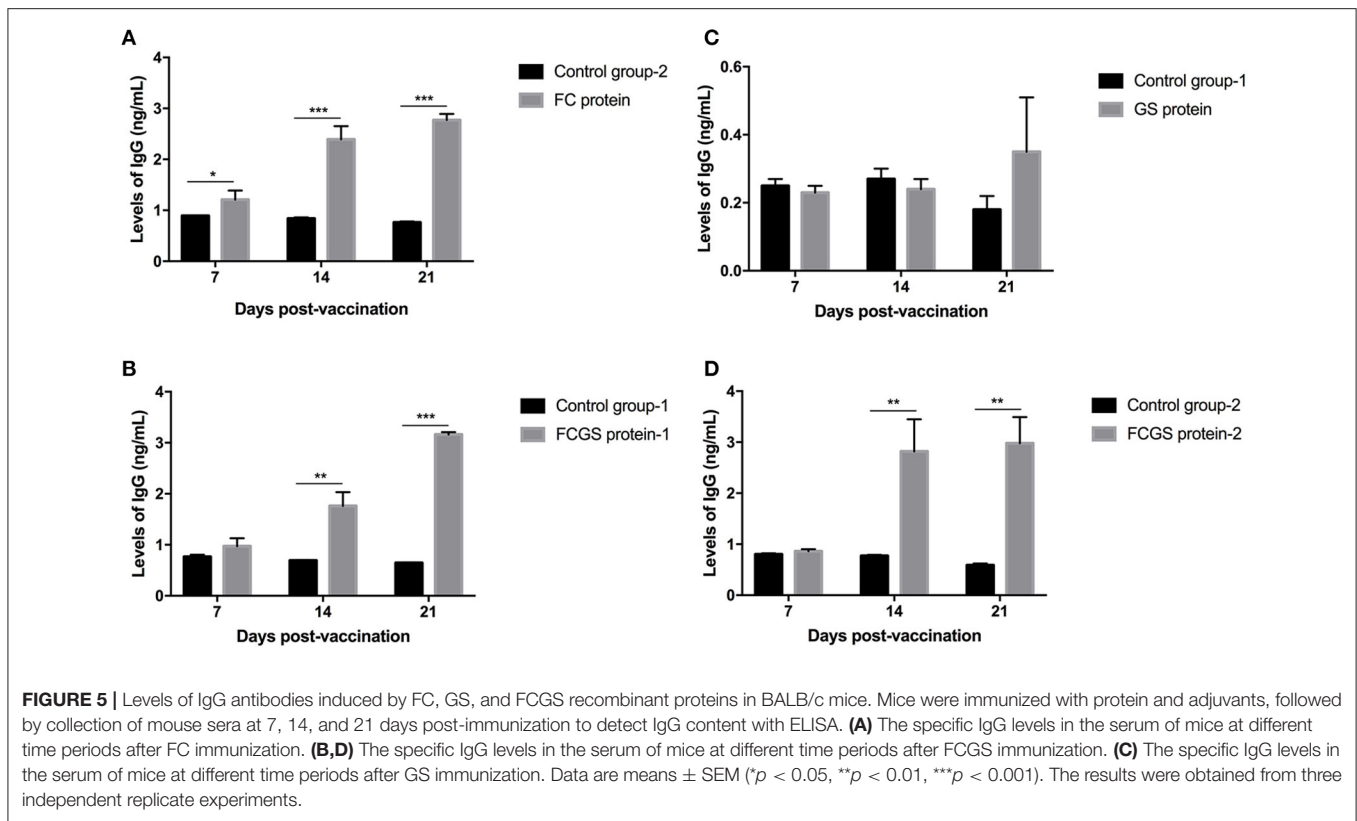 A
Control group-2
FC protein
Levels of IgG (ng/mL)
4
3
2
1
0
*
***
***
7 14 21
Days post-vaccination
C
Control group-1
GS protein
Levels of IgG (ng/mL)
0.6
0.4
0.2
0.0
7 14 21
Days post-vaccination
B
Control group-1
FCGS protein-1
Levels of IgG (ng/mL)
4
3
2
1
0
**
***
7 14 21
Days post-vaccination
D
Control group-2
FCGS protein-2
Levels of IgG (ng/mL)
4
3
2
1
0
**
**
7 14 21
Days post-vaccination
FIGURE 5 | Levels of IgG antibodies induced by FC, GS, and FCGS recombinant proteins in BALB/c mice. Mice were immunized with protein and adjuvants, followed
by collection of mouse sera at 7, 14, and 21 days post-immunization to detect IgG content with ELISA. (A) The specific IgG levels in the serum of mice at different
time periods after FC immunization. (B,D) The specific IgG levels in the serum of mice at different time periods after FCGS immunization. (C) The specific IgG levels in
the serum of mice at different time periods after GS immunization. Data are means ± SEM (*p < 0.05, **p < 0.01, ***p < 0.001). The results were obtained from three
independent replicate experiments.